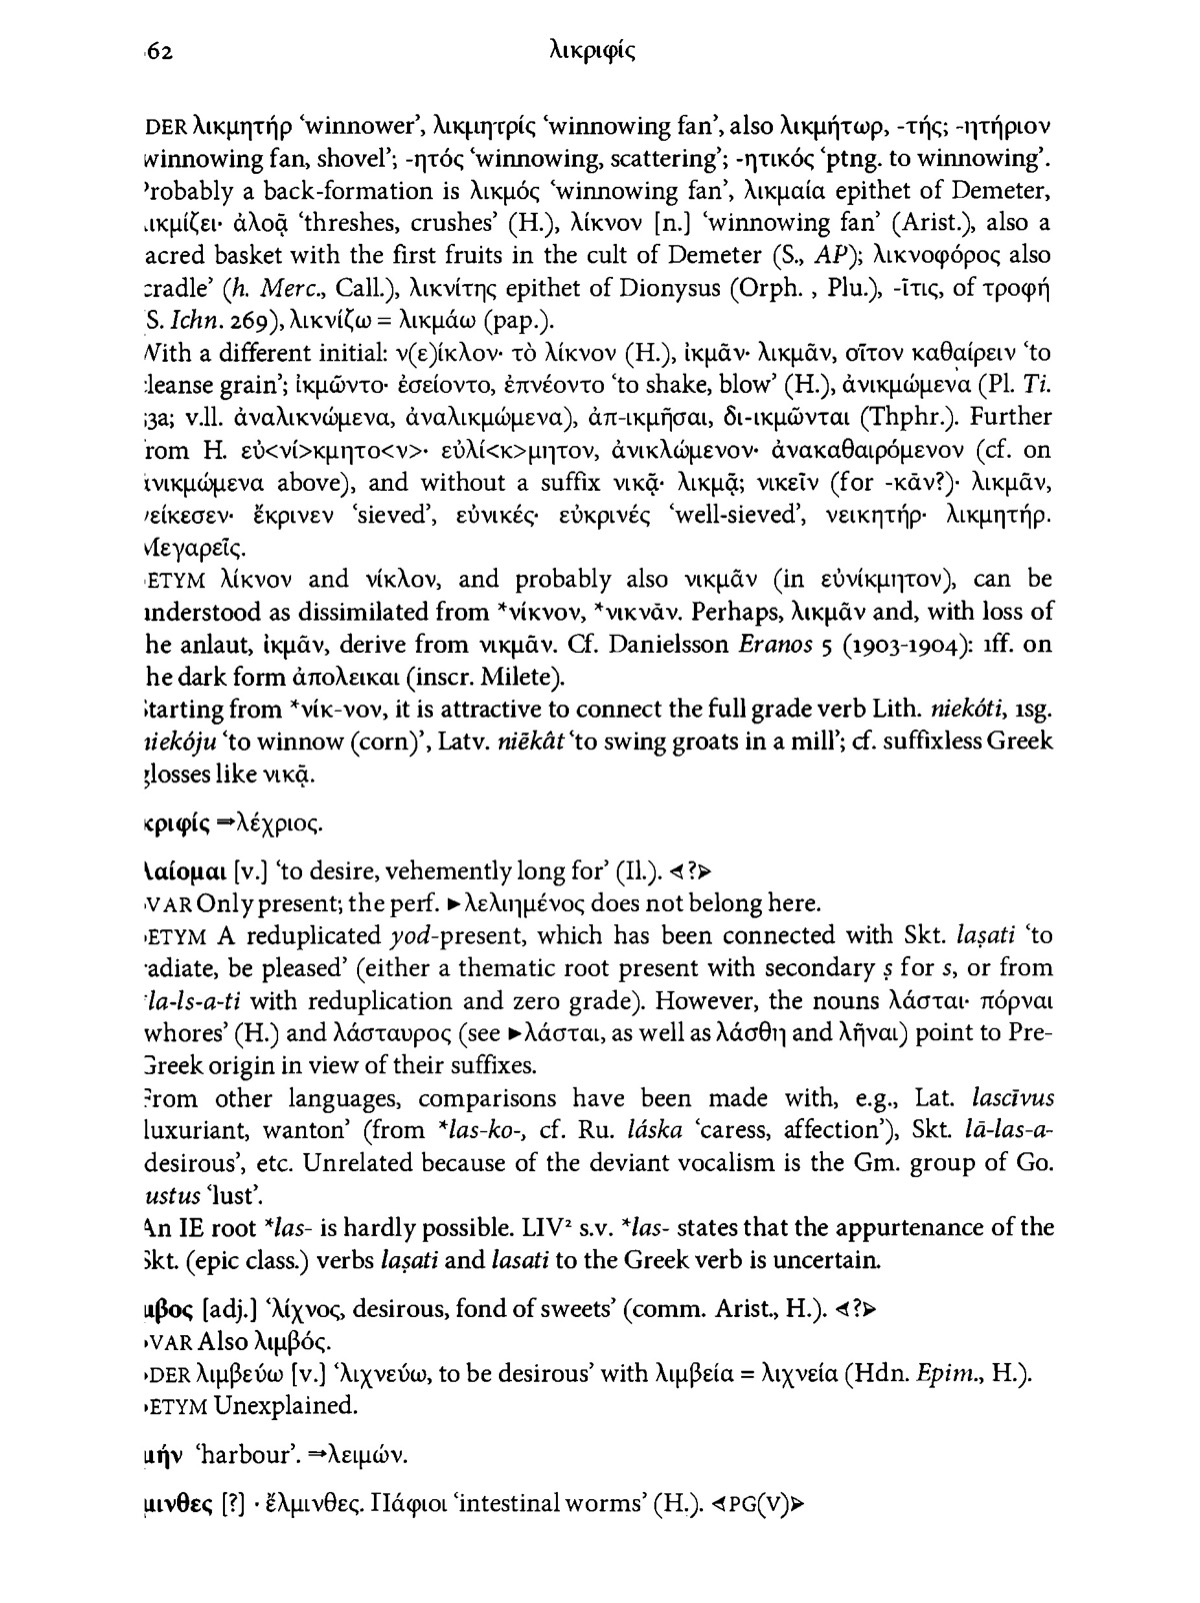 62 λικριφίς
DER λικμητήρ ‘winnower’, λικμητρίς ‘winnowing fan’, also λικμήτωρ, -τής; -ητήριον
winnowing fan, shovel’; -ητός ‘winnowing, scattering’; -ητικός ‘ptng. to winnowing’.
’robably a back-formation is λικμός ‘winnowing fan’, λικμαία epithet of Demeter,
ικμίζει· ἀλοᾷ ‘threshes, crushes’ (H.), λίκνον [n.] ‘winnowing fan’ (Arist.), also a
acred basket with the first fruits in the cult of Demeter (S., AP); λικνοφόρος also
cradle’ (h. Merc., Call.), λικνίτης epithet of Dionysus (Orph. , Plu.), -ῖτις, of τροφή
S. Ichn. 269), λικνίζω = λικμάω (pap.).
With a different initial: ν(ε)ίκλον· τὸ λίκνον (H.), ἰκμᾶν· λικμᾶν, σῖτον καθαίρειν ‘to
cleanse grain’; ἰκμῶντο· ἐσείοντο, ἐπνέοντο ‘to shake, blow’ (H.), ἀνικμώμενα (Pl. Ti.
53a; v.ll. ἀναλικνώμενα, ἀναλικμώμενα), ἀπ-ικμῆσαι, δι-ικμῶνται (Thphr.). Further
rom H. εὐ<νί>κμητο<ν>· εὐλί<κ>μητον, ἀνικλώμενον· ἀνακαθαιρόμενον (cf. on
ἀνικμώμενα above), and without a suffix νικᾷ· λικμᾷ; νικεῖν (for -κᾶν?)· λικμᾶν,
νείκεσεν· ἔκρινεν ‘sieved’, εὐνικές· εὐκρινές ‘well-sieved’, νεικητήρ· λικμητήρ.
Μεγαρεῖς.
ETYM λίκνον and νίκλον, and probably also νικμᾶν (in εὐνίκμητον), can be
understood as dissimilated from *νίκνον, *νικνᾶν. Perhaps, λικμᾶν and, with loss of
he anlaut, ἰκμᾶν, derive from νικμᾶν. Cf. Danielsson Eranos 5 (1903-1904): 1ff. on
he dark form ἀπολεικαι (inscr. Milete).
Starting from *νίκ-νον, it is attractive to connect the full grade verb Lith. niekóti, 1sg.
niekóju ‘to winnow (corn)’, Latv. niẽkât ‘to swing groats in a mill’; cf. suffixless Greek
glosses like νικᾷ.
κριφίς ⇒λέχριος.
λαίομαι [v.] ‘to desire, vehemently long for’ (Il.). ◄?►
VAR Only present; the perf. ►λελιημένος does not belong here.
ETYM A reduplicated yod-present, which has been connected with Skt. laṣati ‘to
radiate, be pleased’ (either a thematic root present with secondary ṣ for s, or from
la-ls-a-ti with reduplication and zero grade). However, the nouns λάσται· πόρναι
whores’ (H.) and λάσταυρος (see ►λάσται, as well as λάσθη and λῆναι) point to Pre-
Greek origin in view of their suffixes.
From other languages, comparisons have been made with, e.g., Lat. lascīvus
luxuriant, wanton’ (from *las-ko-, cf. Ru. láska ‘caress, affection’), Skt. lā-las-a-
desirous’, etc. Unrelated because of the deviant vocalism is the Gm. group of Go.
ustus ‘lust’.
An IE root *las- is hardly possible. LIV² s.v. *las- states that the appurtenance of the
Skt. (epic class.) verbs laṣati and lasati to the Greek verb is uncertain.
μβος [adj.] ‘λίχνος, desirous, fond of sweets’ (comm. Arist., H.). ◄?►
VAR Also λιμβός.
DER λιμβεύω [v.] ‘λιχνεύω, to be desirous’ with λιμβεία = λιχνεία (Hdn. Epim., H.).
ETYM Unexplained.
μήν ‘harbour’. ⇒λειμών.
μινθες [?] · ἕλμινθες. Πάφιοι ‘intestinal worms’ (H.). ◄PG(V)►